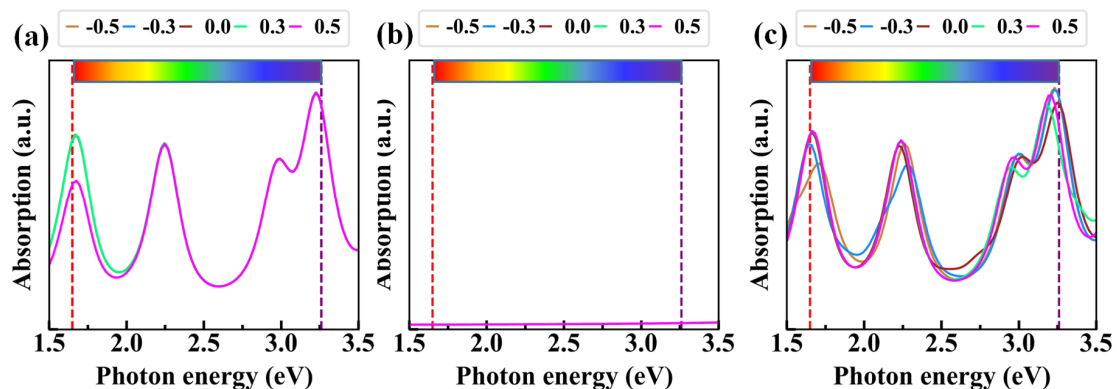 (a) -0.5 -0.3 0.0 0.3 0.5
Absorption (a.u.)
1.5 2.0 2.5 3.0 3.5
Photon energy (eV)
(b) -0.5 -0.3 0.0 0.3 0.5
Absorption (a.u.)
1.5 2.0 2.5 3.0 3.5
Photon energy (eV)
(c) -0.5 -0.3 0.0 0.3 0.5
Absorption (a.u.)
1.5 2.0 2.5 3.0 3.5
Photon energy (eV)